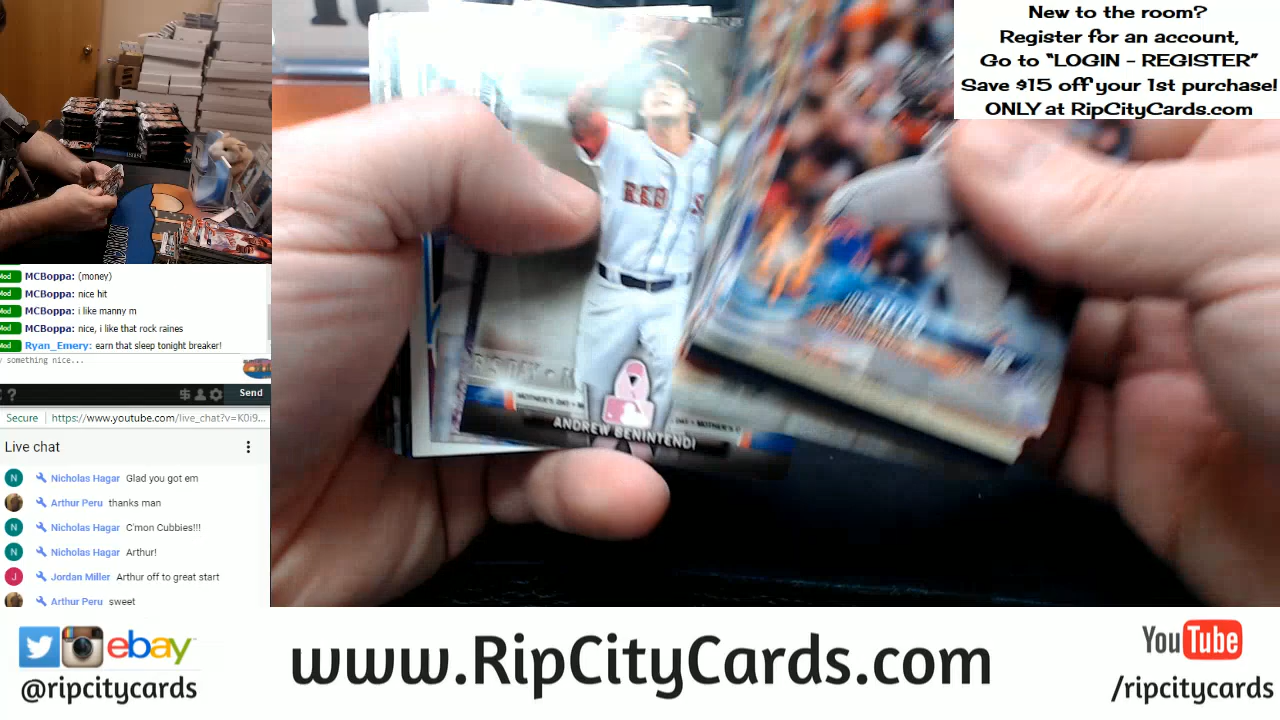 New to the room?
Register for an account,
Go to “LOGIN - REGISTER”
Save $15 off your 1st purchase!
ONLY at RipCityCards.com
MCBoppa: (money)
MCBoppa: nice hit
MCBoppa: i like manny m
MCBoppa: nice, i like that rock raines
Ryan_Emery: earn that sleep tonight breaker!
something nice...
Send
Secure https://www.youtube.com/live_chat?v=K0i9...
Live chat
N Nicholas Hagar Glad you got em
Arthur Peru thanks man
N Nicholas Hagar C'mon Cubbies!!!
N Nicholas Hagar Arthur!
J Jordan Miller Arthur off to great start
Arthur Peru sweet
RED S
MOTHER'S DAY
ANDREW BENINTENDI
ebay
@ripcitycards
www.RipCityCards.com
YouTube
/ripcitycards